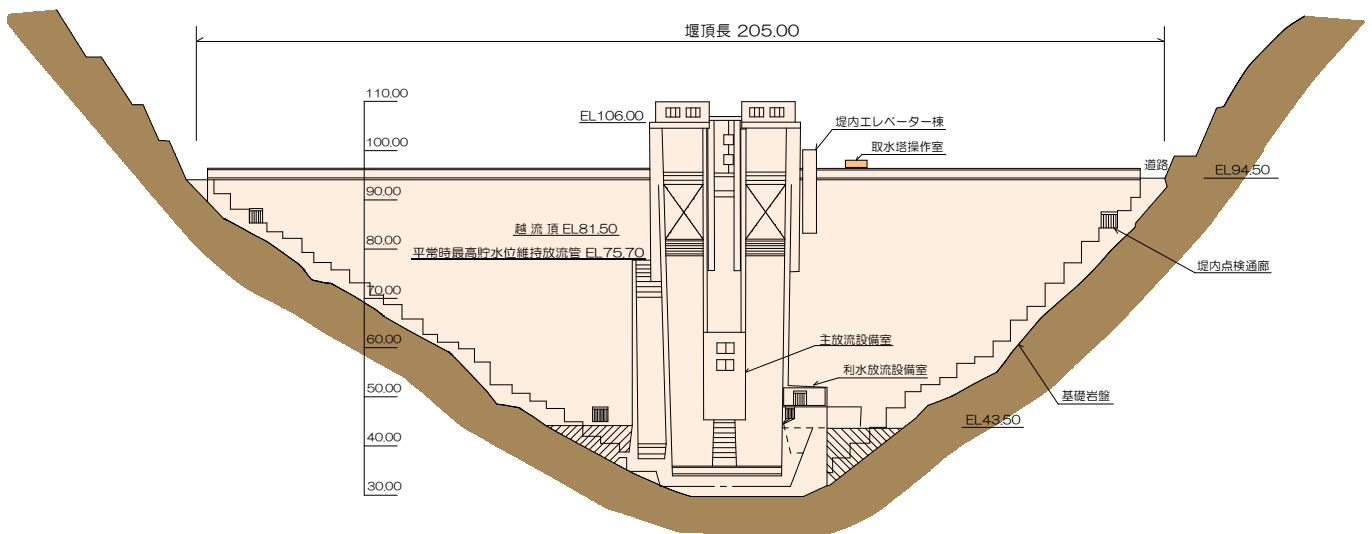 堰頂長 205.00
110.00
EL106.00
堤内エレベーター棟
取水塔操作室
100.00
道路
EL94.50
90.00
越 流 頂 EL81.50
80.00
平常時最高貯水位維持放流管 EL75.70
堤内点検通廊
70.00
60.00
主放流設備室
利水放流設備室
50.00
基礎岩盤
EL43.50
40.00
30.00